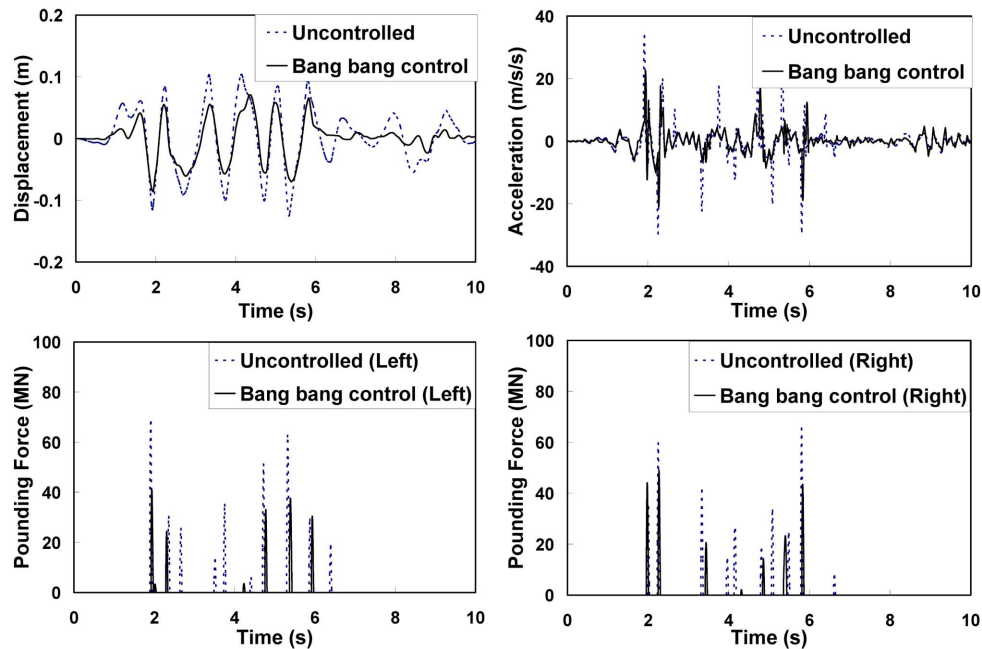 0.2
0.1
0
-0.1
-0.2
Displacement (m)
Uncontrolled
Bang bang control
0 2 4 6 8 10
Time (s)
40
20
0
-20
-40
Acceleration (m/s/s)
Uncontrolled
Bang bang control
0 2 4 6 8 10
Time (s)
100
80
60
40
20
0
Pounding Force (MN)
Uncontrolled (Left)
Bang bang control (Left)
0 2 4 6 8 10
Time (s)
100
80
60
40
20
0
Pounding Force (MN)
Uncontrolled (Right)
Bang bang control (Right)
0 2 4 6 8 10
Time (s)